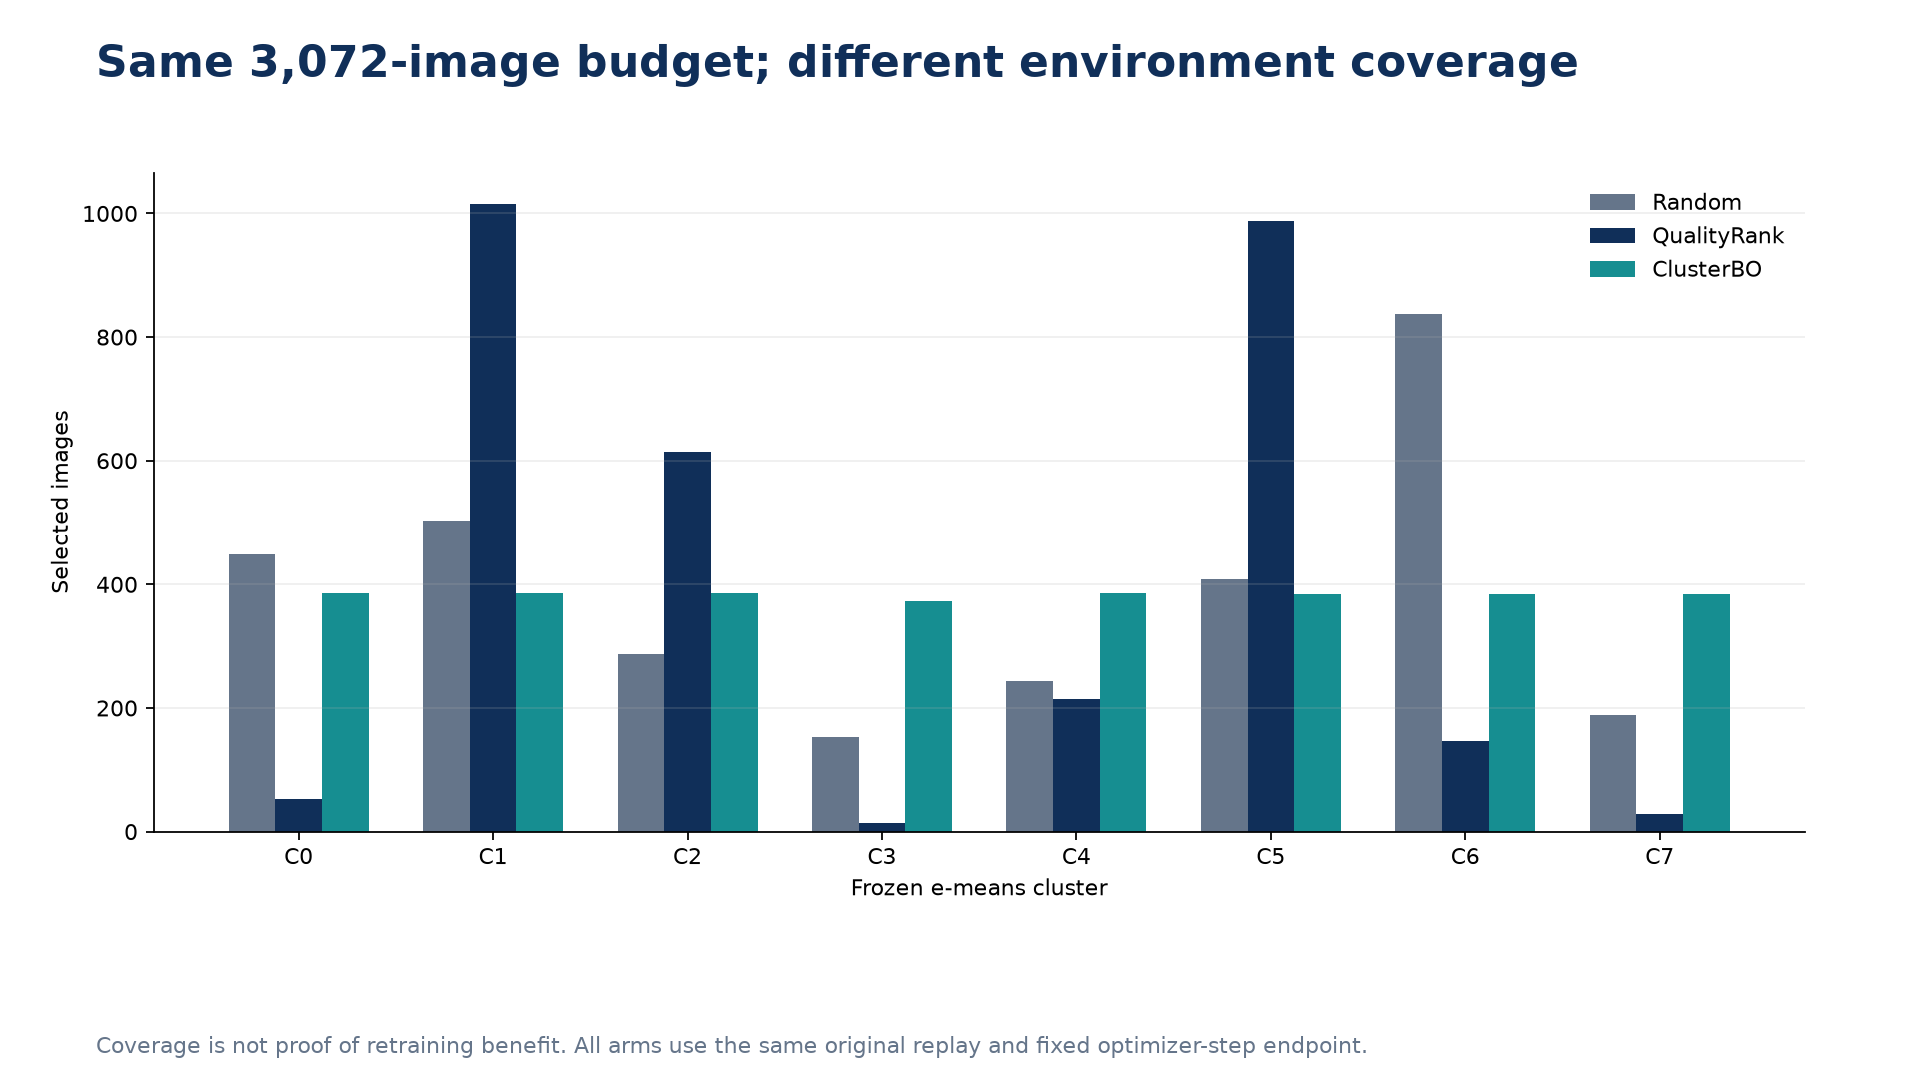 Same 3,072-image budget; different environment coverage
1000
800
600
400
200
0
Selected images
Random
QualityRank
ClusterBO
C0
C1
C2
C3
C4
C5
C6
C7
Frozen e-means cluster
Coverage is not proof of retraining benefit. All arms use the same original replay and fixed optimizer-step endpoint.